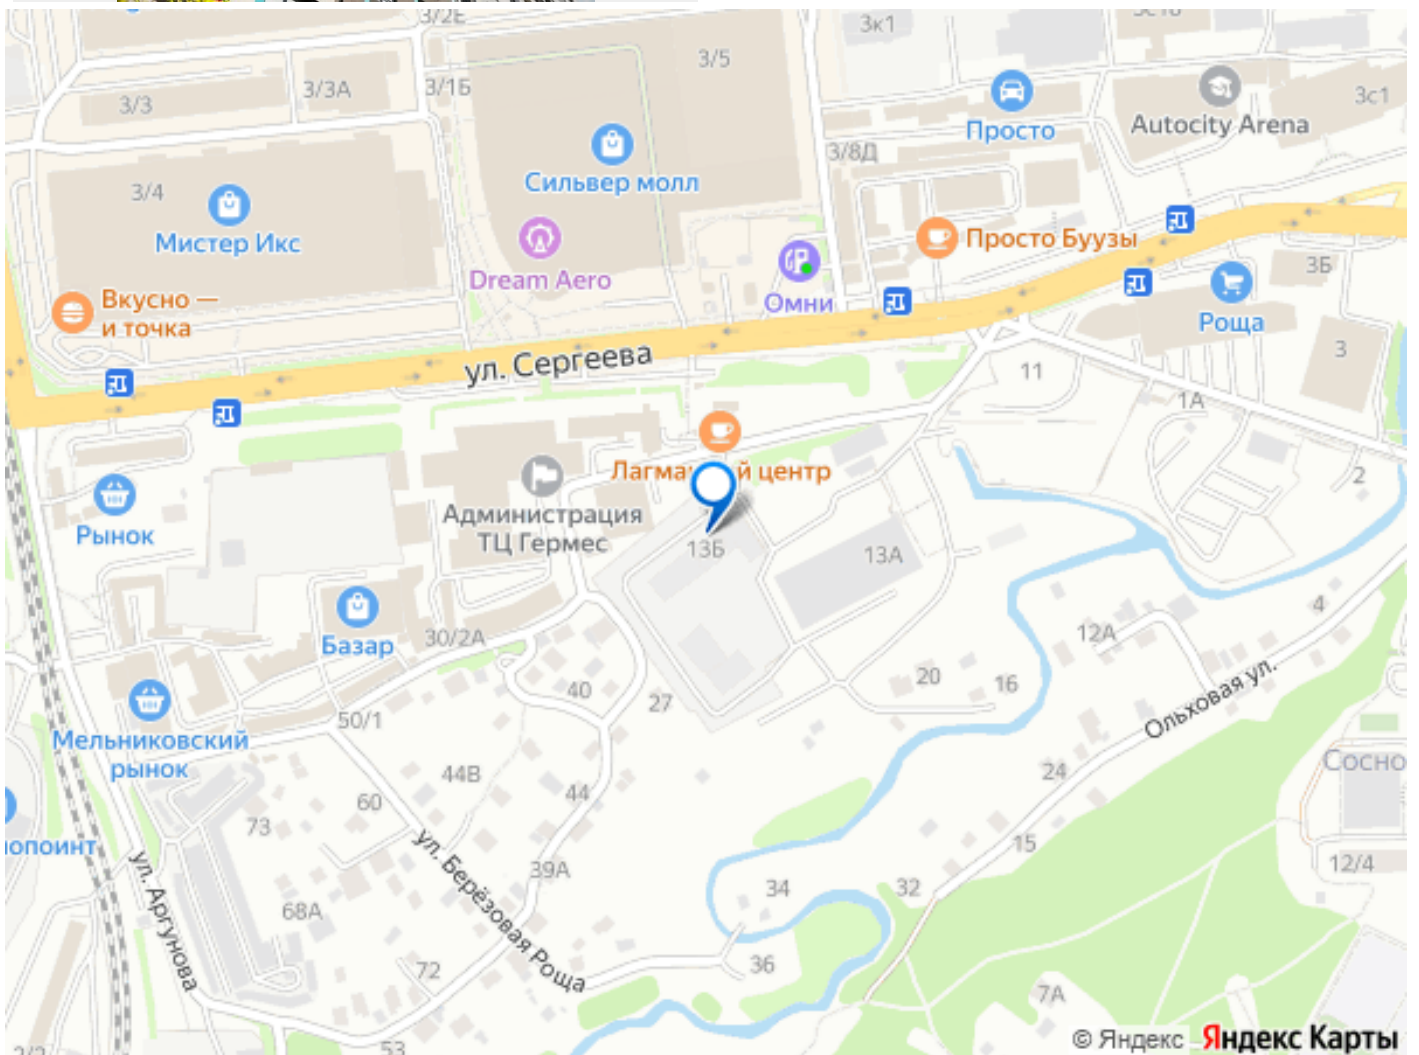 3/2Е
3к1
3/5
3/3
3/3А
3/1Б
3с1
Просто
Autocity Arena
3/8Д
Сильвер молл
3/4
Мистер Икс
Просто Буузы
Dream Aero
3Б
Вкусно —
и точка
Омни
Роща
ул. Сергеева
3
11
1А
Лагма й центр
2
Рынок
Администрация
ТЦ Гермес
13Б
13А
4
Базар
30/2А
12А
20
16
40
27
Ольховая ул.
50/1
Мельниковский
рынок
Сосно
44В
24
60
44
73
опоинт
15
ул. Берёзовая Роща
39А
12/4
ул. Аргунова
34
32
68А
72
36
7А
53
© Яндекс Яндекс Карты